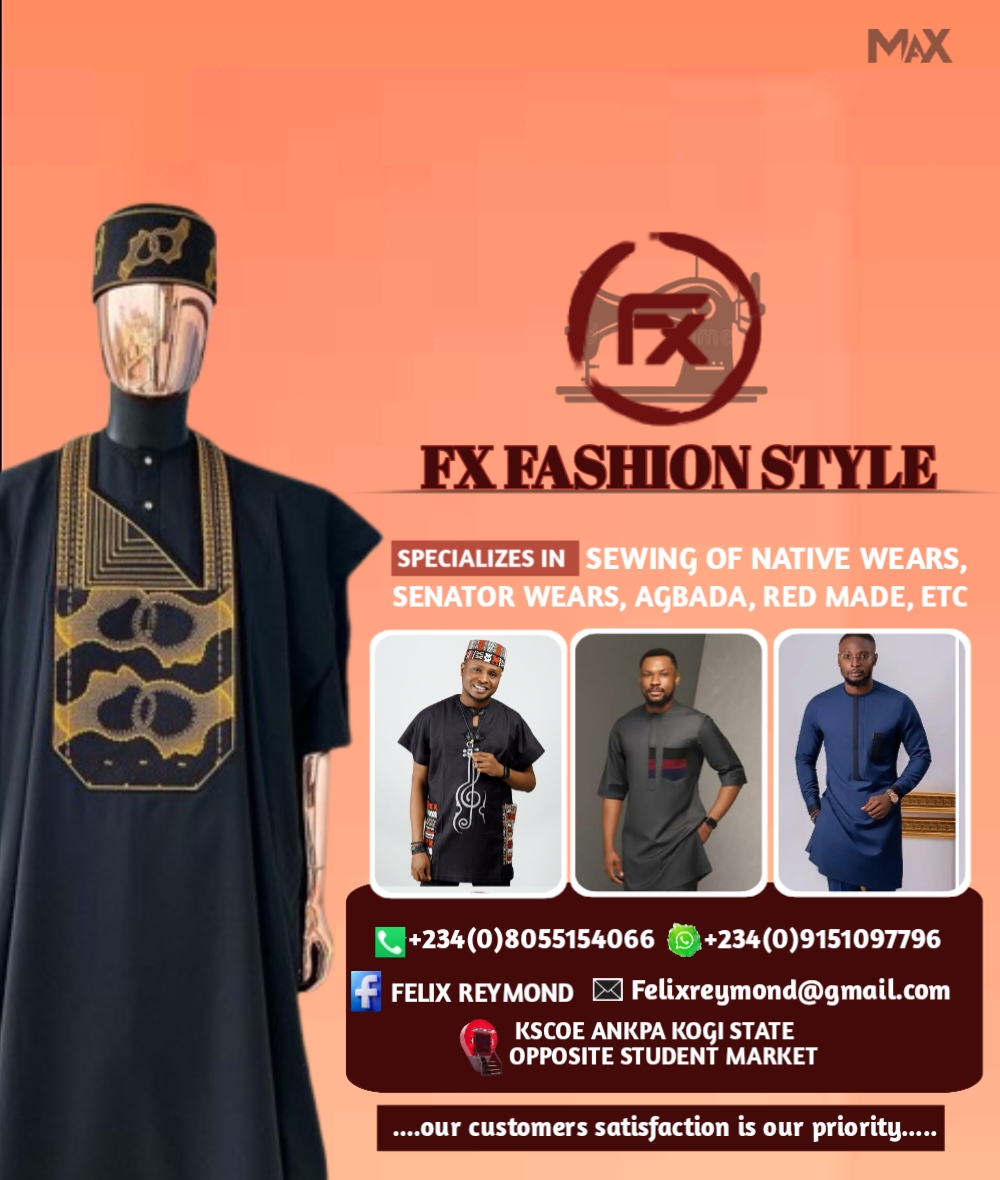 MAX
FX
FX FASHION STYLE
SPECIALIZES IN SEWING OF NATIVE WEARS,
SENATOR WEARS, AGBADA, RED MADE, ETC
+234(0)8055154066 +234(0)9151097796
FELIX REYMOND Felixreymond@gmail.com
KSCOE ANKPA KOGI STATE
OPPOSITE STUDENT MARKET
....our customers satisfaction is our priority.....